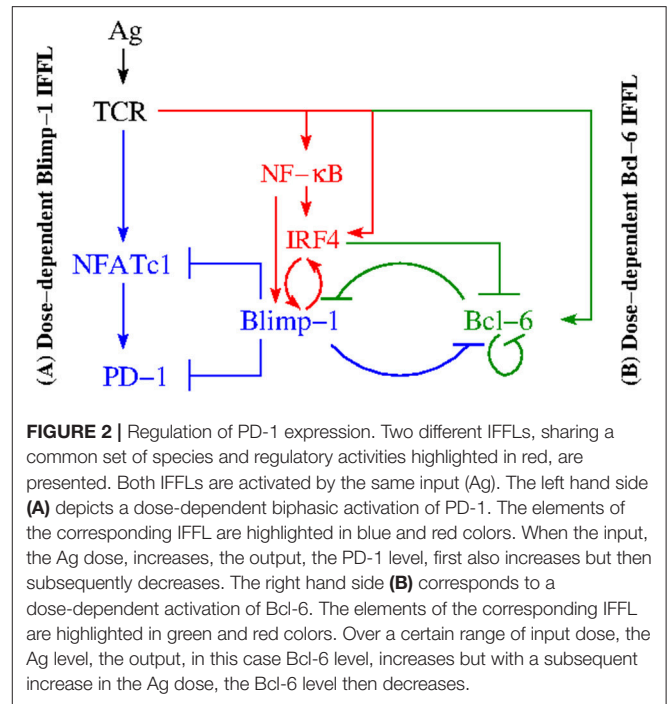 (A) Dose-dependent Blimp-1 IFFL
Ag
TCR
NF-κB
IRF4
NFATc1
Blimp-1
Bcl-6
PD-1
(B) Dose-dependent Bcl-6 IFFL
FIGURE 2 | Regulation of PD-1 expression. Two different IFFLs, sharing a
common set of species and regulatory activities highlighted in red, are
presented. Both IFFLs are activated by the same input (Ag). The left hand side
(A) depicts a dose-dependent biphasic activation of PD-1. The elements of
the corresponding IFFL are highlighted in blue and red colors. When the input,
the Ag dose, increases, the output, the PD-1 level, first also increases but then
subsequently decreases. The right hand side (B) corresponds to a
dose-dependent activation of Bcl-6. The elements of the corresponding IFFL
are highlighted in green and red colors. Over a certain range of input dose, the
Ag level, the output, in this case Bcl-6 level, increases but with a subsequent
increase in the Ag dose, the Bcl-6 level then decreases.